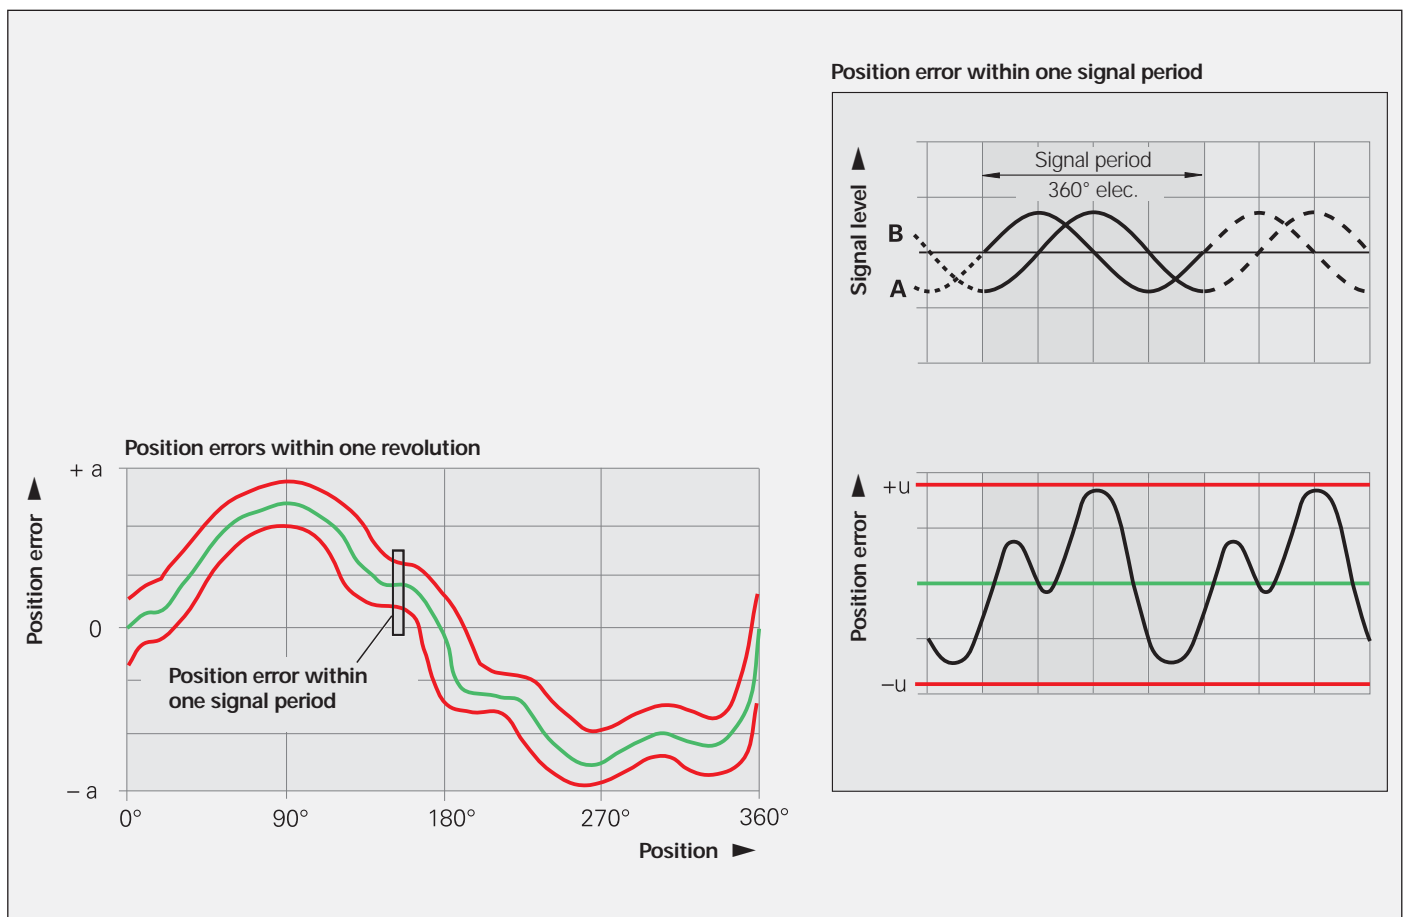 Position error within one signal period
Signal level
Signal period
360° elec.
B
A
Position errors within one revolution
Position error
+ a
0
− a
Position error within
one signal period
0° 90° 180° 270° 360°
Position
Position error
+u
−u